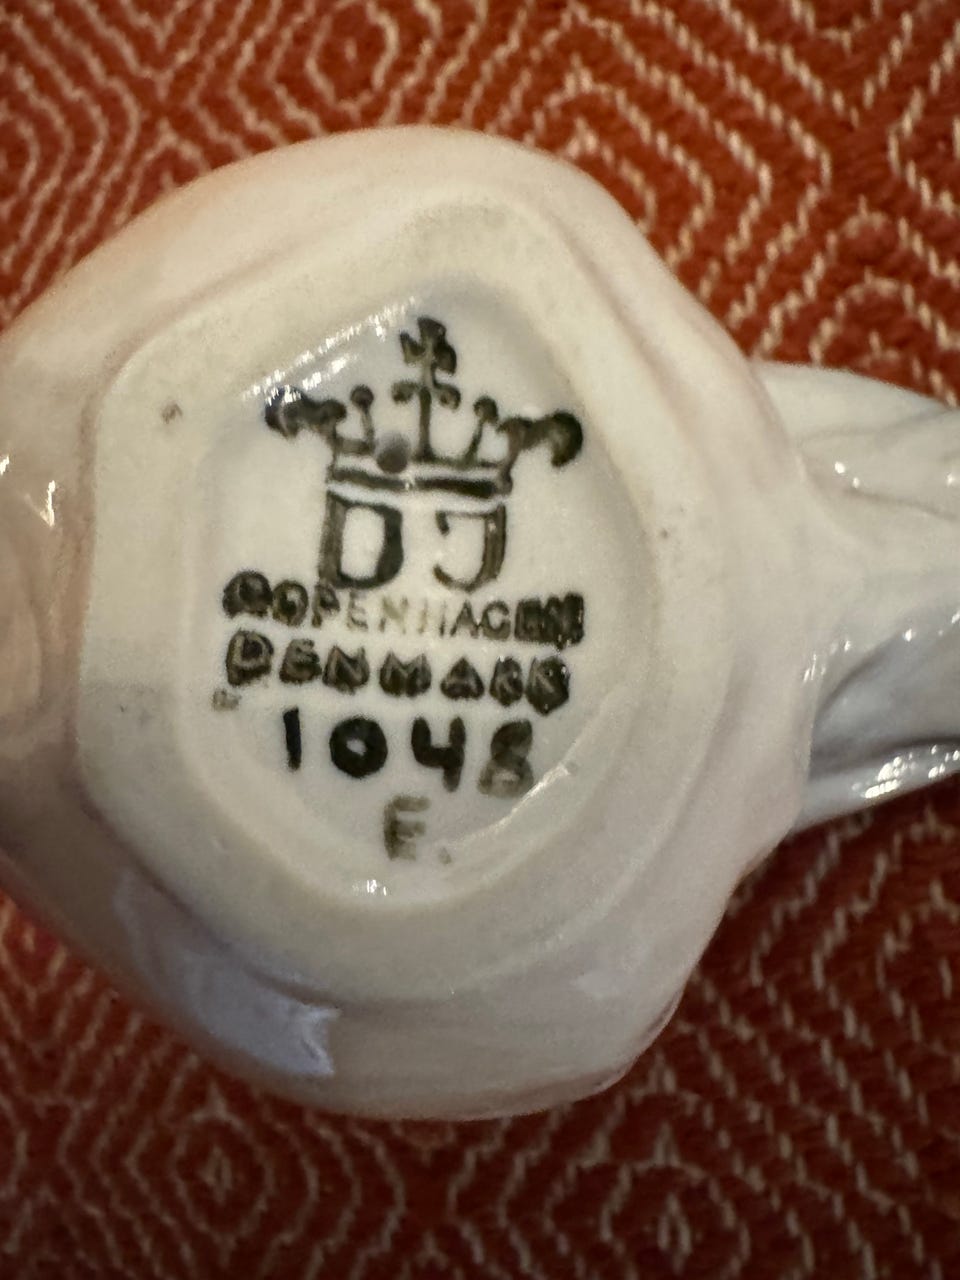 DJ
COPENHAGEN
DENMARK
1048
E.